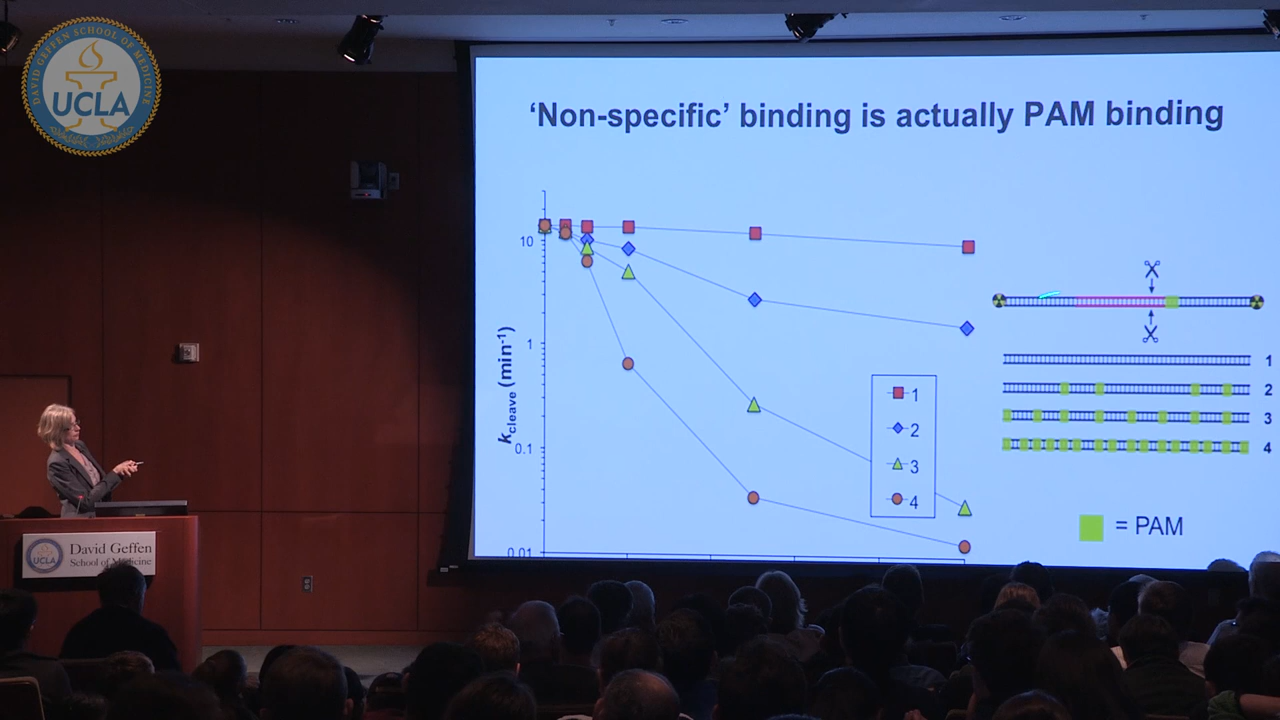 DAVID GEFFEN SCHOOL OF MEDICINE
UCLA
‘Non-specific’ binding is actually PAM binding
10
1
0.1
0.01
kcleave (min-1)
1
2
3
4
1
2
3
4
= PAM
UCLA
David Geffen
School of Medicine